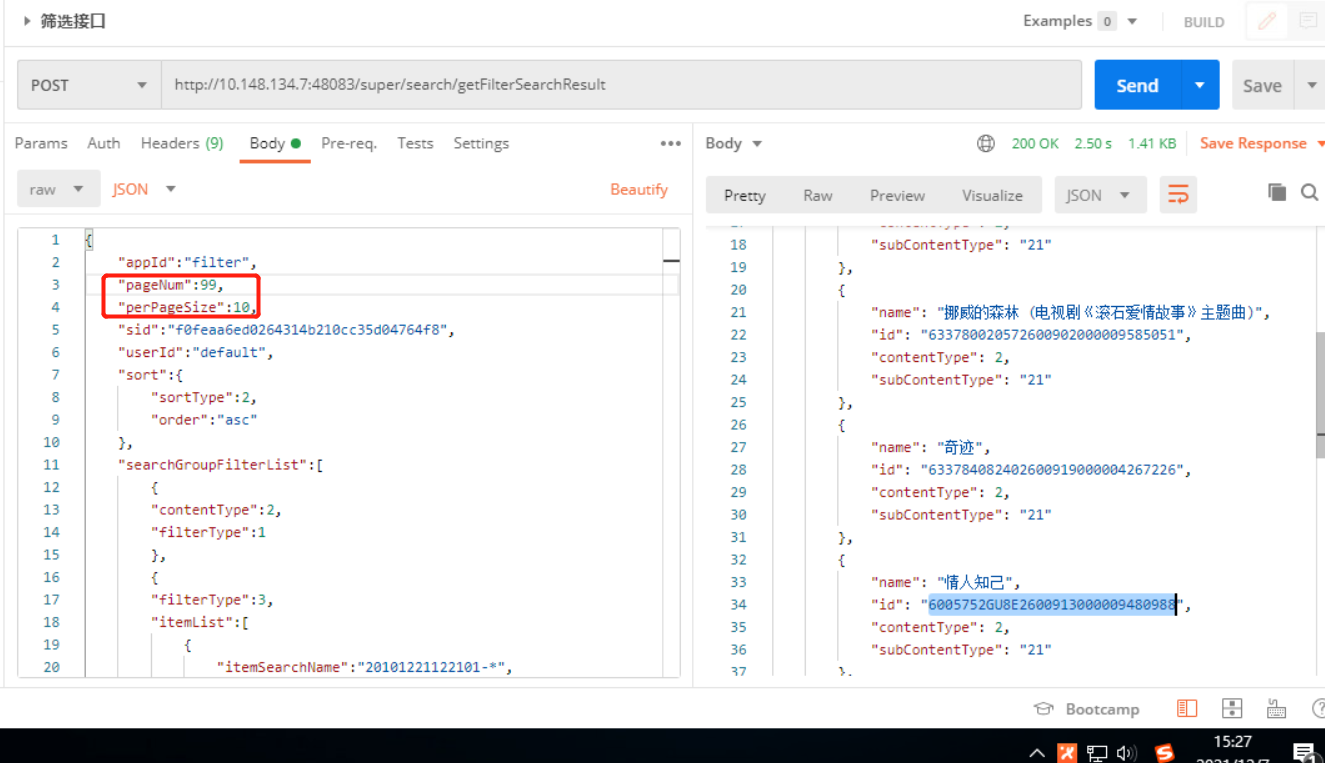 筛选接口
Examples 0
BUILD
POST
http://10.148.134.7:48083/super/search/getFilterSearchResult
Send
Save
Params Auth Headers (9) Body Pre-req. Tests Settings
Body
200 OK 2.50 s 1.41 KB Save Response
raw JSON Beautify
Pretty Raw Preview Visualize JSON
1 {
2 "appId":"filter",
3 "pageNum":99,
4 "perPageSize":10,
5 "sid":"f0feaa6ed0264314b210cc35d04764f8",
6 "userId":"default",
7 "sort":{
8 "sortType":2,
9 "order":"asc"
10 },
11 "searchGroupFilterList":[
12 {
13 "contentType":2,
14 "filterType":1
15 },
16 {
17 "filterType":3,
18 "itemList":[
19 {
20 "itemSearchName":"20101221122101-*",
18 "subContentType": "21"
19 },
20 {
21 "name": "挪威的森林 (电视剧《滚石爱情故事》主题曲)",
22 "id": "6337800205726009020000095​85051",
23 "contentType": 2,
24 "subContentType": "21"
25 },
26 {
27 "name": "奇迹",
28 "id": "633784082402600919000004267226",
29 "contentType": 2,
30 "subContentType": "21"
31 },
32 {
33 "name": "情人知己",
34 "id": "6005752GU8E2600913000009480988",
35 "contentType": 2,
36 "subContentType": "21"
37 },
Bootcamp
15:27